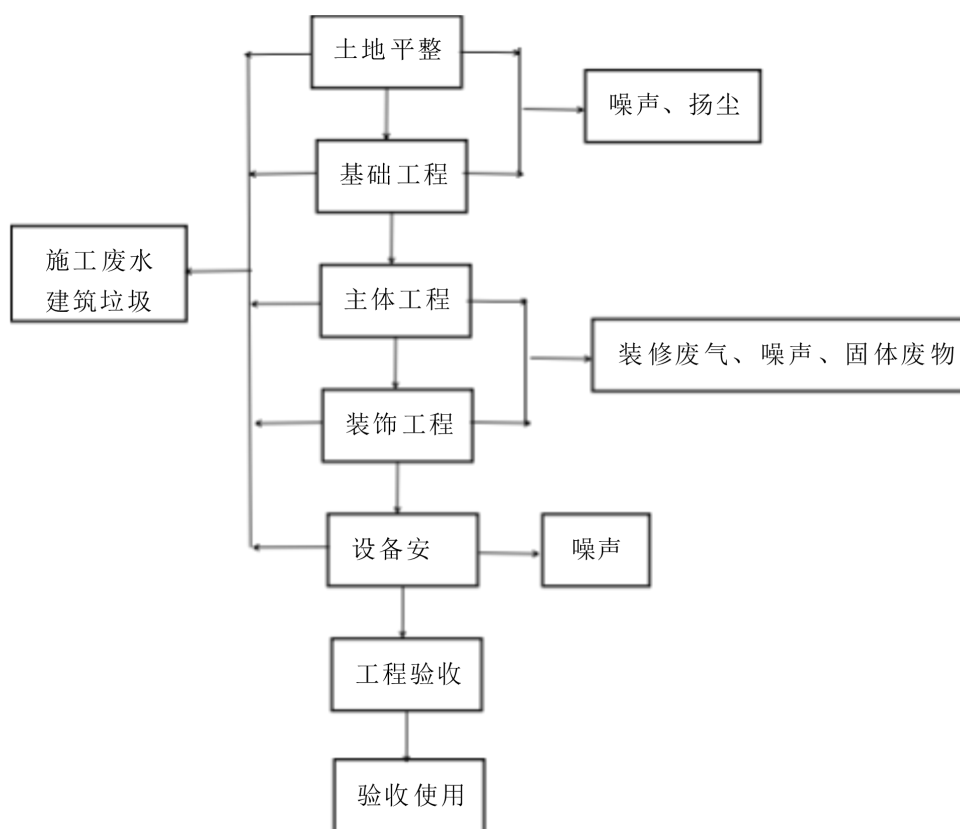 土地平整
噪声、扬尘
基础工程
施工废水
建筑垃圾
主体工程
装修废气、噪声、固体废物
装饰工程
设备安
噪声
工程验收
验收使用